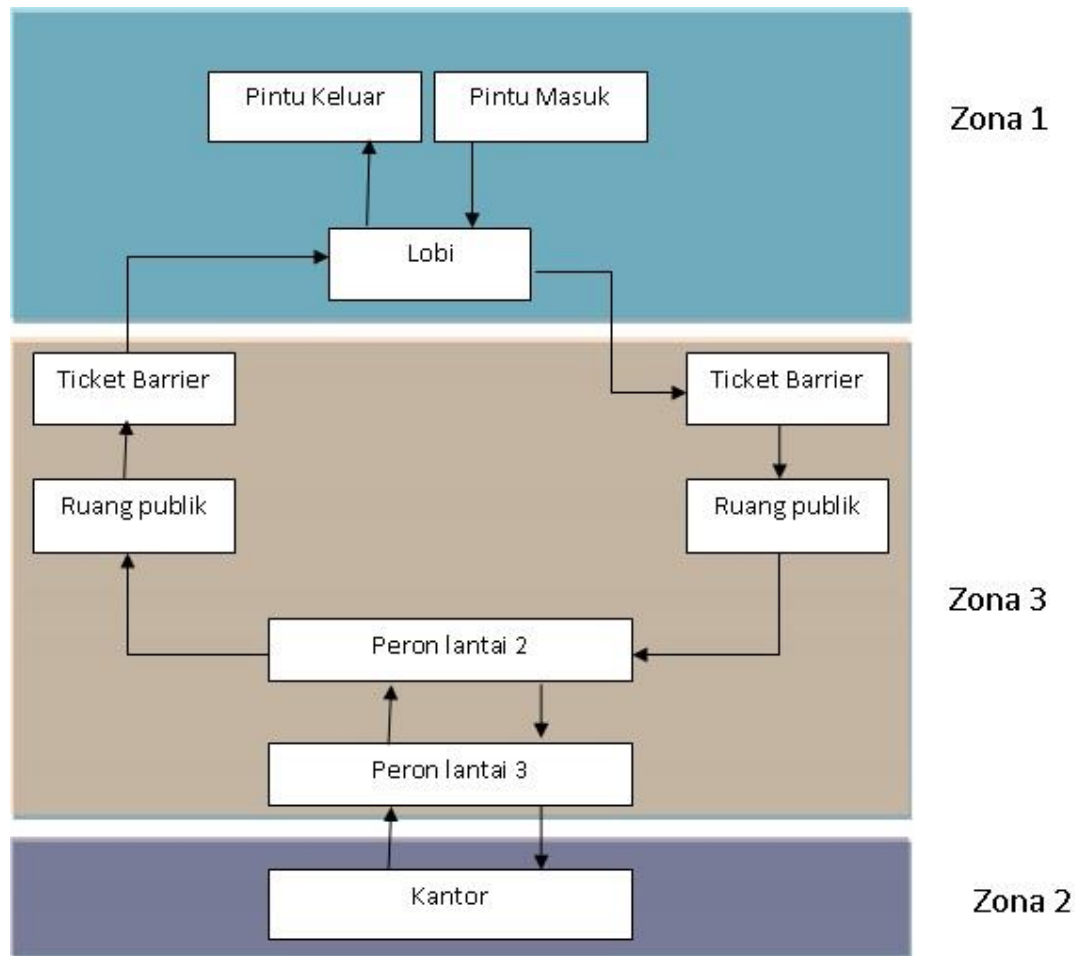 Pintu Keluar
Pintu Masuk
Zona 1
Lobi
Ticket Barrier
Ticket Barrier
Ruang publik
Ruang publik
Zona 3
Peron lantai 2
Peron lantai 3
Kantor
Zona 2